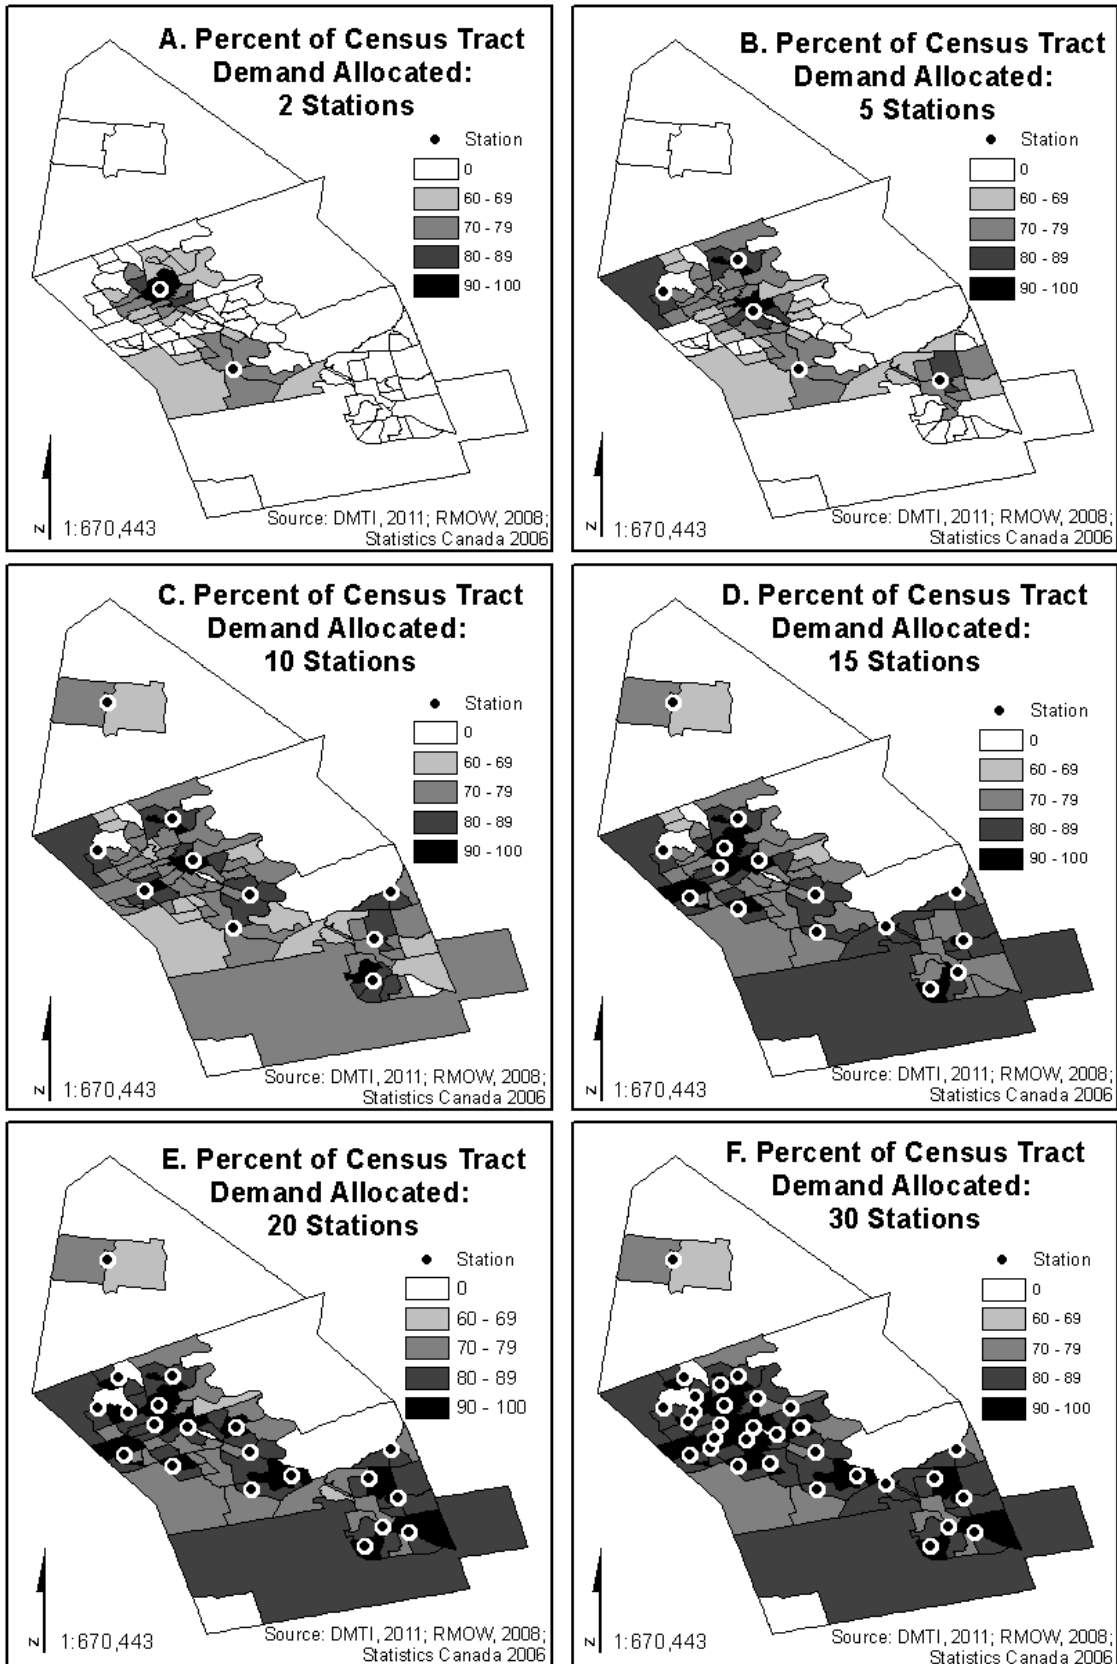 A. Percent of Census Tract
Demand Allocated:
2 Stations
Station
0
60 - 69
70 - 79
80 - 89
90 - 100
N
1:670,443
Source: DMTI, 2011; RMOW, 2008;
Statistics Canada 2006
B. Percent of Census Tract
Demand Allocated:
5 Stations
Station
0
60 - 69
70 - 79
80 - 89
90 - 100
N
1:670,443
Source: DMTI, 2011; RMOW, 2008;
Statistics Canada 2006
C. Percent of Census Tract
Demand Allocated:
10 Stations
Station
0
60 - 69
70 - 79
80 - 89
90 - 100
N
1:670,443
Source: DMTI, 2011; RMOW, 2008;
Statistics Canada 2006
D. Percent of Census Tract
Demand Allocated:
15 Stations
Station
0
60 - 69
70 - 79
80 - 89
90 - 100
N
1:670,443
Source: DMTI, 2011; RMOW, 2008;
Statistics Canada 2006
E. Percent of Census Tract
Demand Allocated:
20 Stations
Station
0
60 - 69
70 - 79
80 - 89
90 - 100
N
1:670,443
Source: DMTI, 2011; RMOW, 2008;
Statistics Canada 2006
F. Percent of Census Tract
Demand Allocated:
30 Stations
Station
0
60 - 69
70 - 79
80 - 89
90 - 100
N
1:670,443
Source: DMTI, 2011; RMOW, 2008;
Statistics Canada 2006